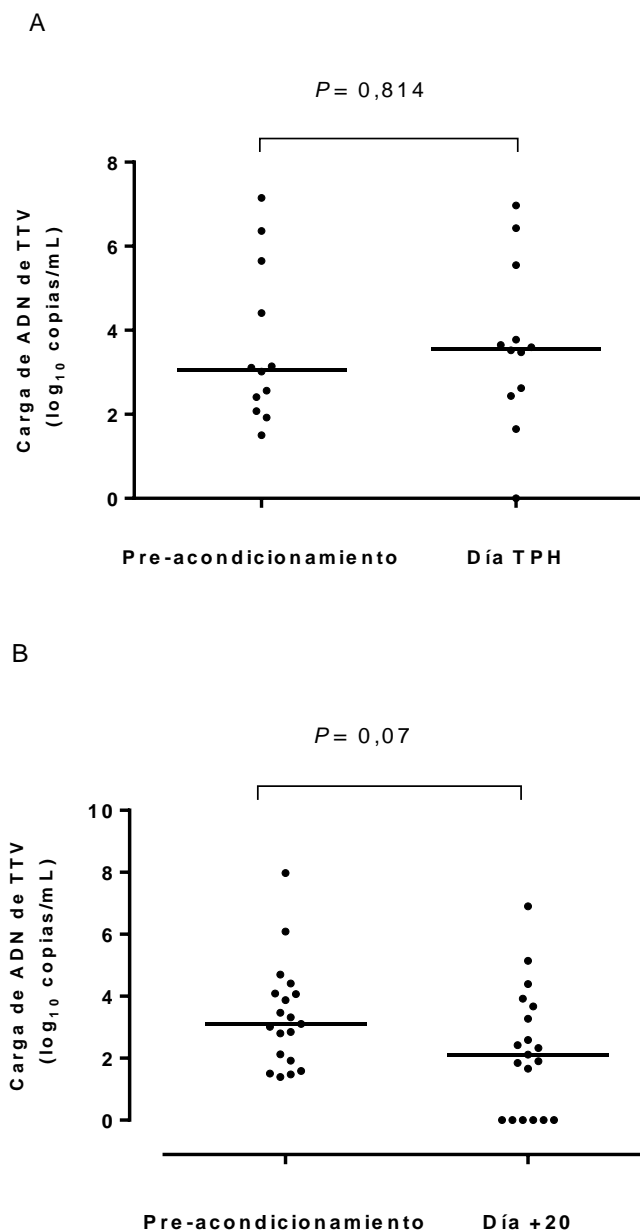 A
P= 0,814
Carga de ADN de TTV
(log10 copias/mL)
8
6
4
2
0
Pre-acondicionamiento Día TPH
B
P= 0,07
Carga de ADN de TTV
(log10 copias/mL)
10
8
6
4
2
0
Pre-acondicionamiento Día +20